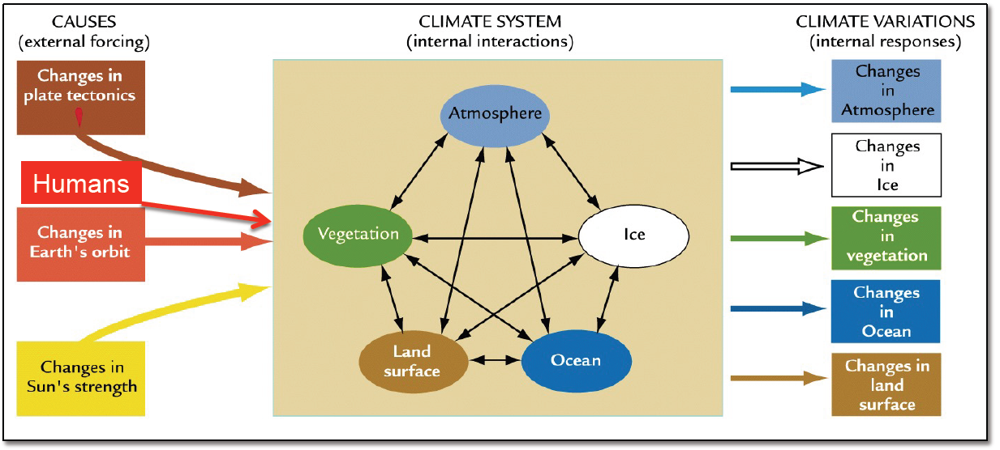 CAUSES
(external forcing)
CLIMATE SYSTEM
(internal interactions)
CLIMATE VARIATIONS
(internal responses)
Changes in
plate tectonics
Humans
Changes in
Earth's orbit
Changes in
Sun's strength
Atmosphere
Vegetation
Ice
Land
surface
Ocean
Changes
in
Atmosphere
Changes
in
Ice
Changes
in
vegetation
Changes
in
Ocean
Changes in
land
surface